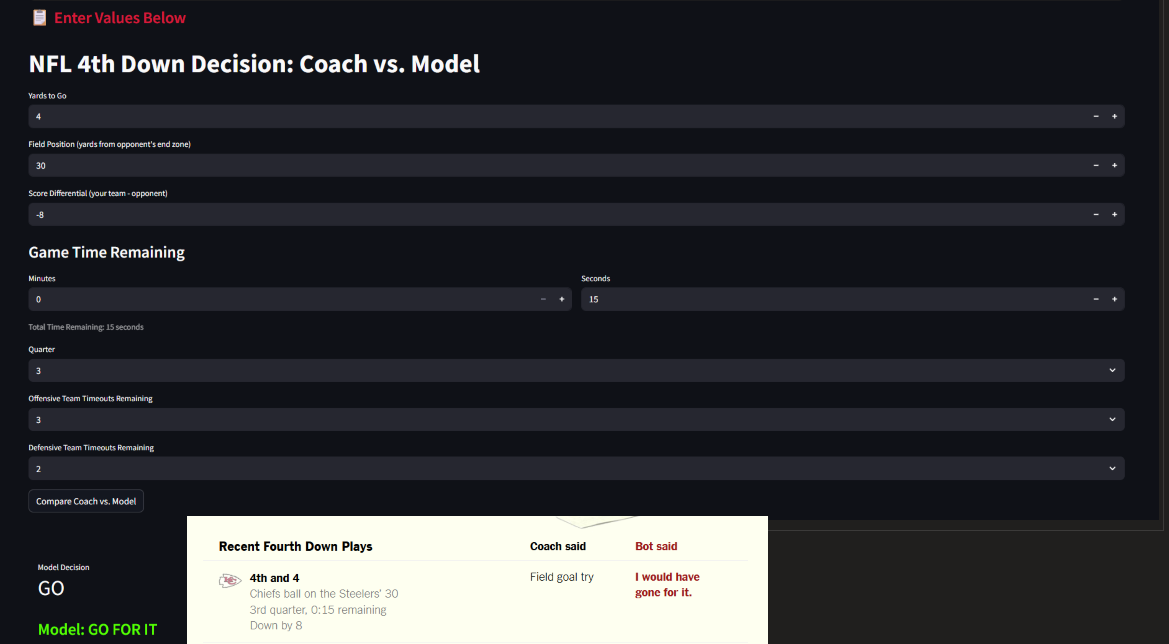 Enter Values Below
NFL 4th Down Decision: Coach vs. Model
Yards to Go
4
Field Position (yards from opponent's end zone)
30
Score Differential (your team - opponent)
-8
Game Time Remaining
Minutes
0
Seconds
15
Total Time Remaining: 15 seconds
Quarter
3
Offensive Team Timeouts Remaining
3
Defensive Team Timeouts Remaining
2
Compare Coach vs. Model
Model Decision
GO
Model: GO FOR IT
Recent Fourth Down Plays
Coach said
Bot said
4th and 4
Chiefs ball on the Steelers' 30
3rd quarter, 0:15 remaining
Down by 8
Field goal try
I would have
gone for it.